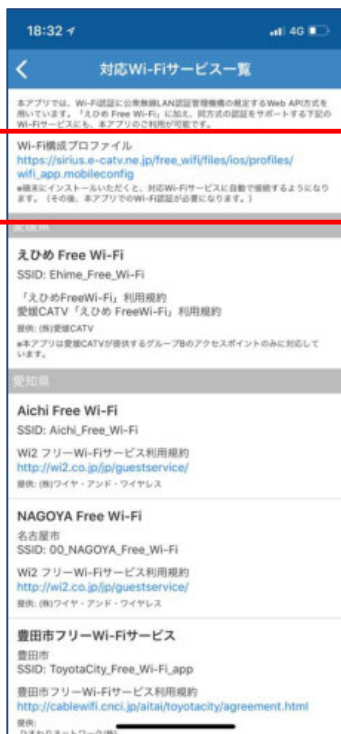 18:32
4G
対応Wi-Fiサービス一覧
本アプリでは、Wi-Fi認証に公衆無線LAN認証管理機構の規定するWeb API方式を
用いています。「えひめ Free Wi-Fi」に加え、同方式の認証をサポートする下記の
Wi-Fiサービスにも、本アプリのご利用が可能です。
Wi-Fi構成プロファイル
https://sirius.e-catv.ne.jp/free_wifi/files/ios/profiles/
wifi_app.mobileconfig
※端末にインストールいただくと、対応Wi-Fiサービスに自動で接続するようになり
ます。（その後、本アプリでのWi-Fi認証が必要になります。）
愛媛県
えひめ Free Wi-Fi
SSID: Ehime_Free_Wi-Fi
「えひめFreeWi-Fi」利用規約
愛媛CATV「えひめ FreeWi-Fi」利用規約
提供: (株)愛媛CATV
※本アプリは愛媛CATVが提供するグループBのアクセスポイントのみに対応して
います。
愛知県
Aichi Free Wi-Fi
SSID: Aichi_Free_Wi-Fi
Wi2 フリーWi-Fiサービス利用規約
http://wi2.co.jp/jp/guestservice/
提供: (株)ワイヤ・アンド・ワイヤレス
NAGOYA Free Wi-Fi
名古屋市
SSID: 00_NAGOYA_Free_Wi-Fi
Wi2 フリーWi-Fiサービス利用規約
http://wi2.co.jp/jp/guestservice/
提供: (株)ワイヤ・アンド・ワイヤレス
豊田市フリーWi-Fiサービス
豊田市
SSID: ToyotaCity_Free_Wi-Fi_app
豊田市フリーWi-Fiサービス利用規約
http://cablewifi.cnci.jp/aitai/toyotacity/agreement.html
提供:
ひまわりネットワーク(株)